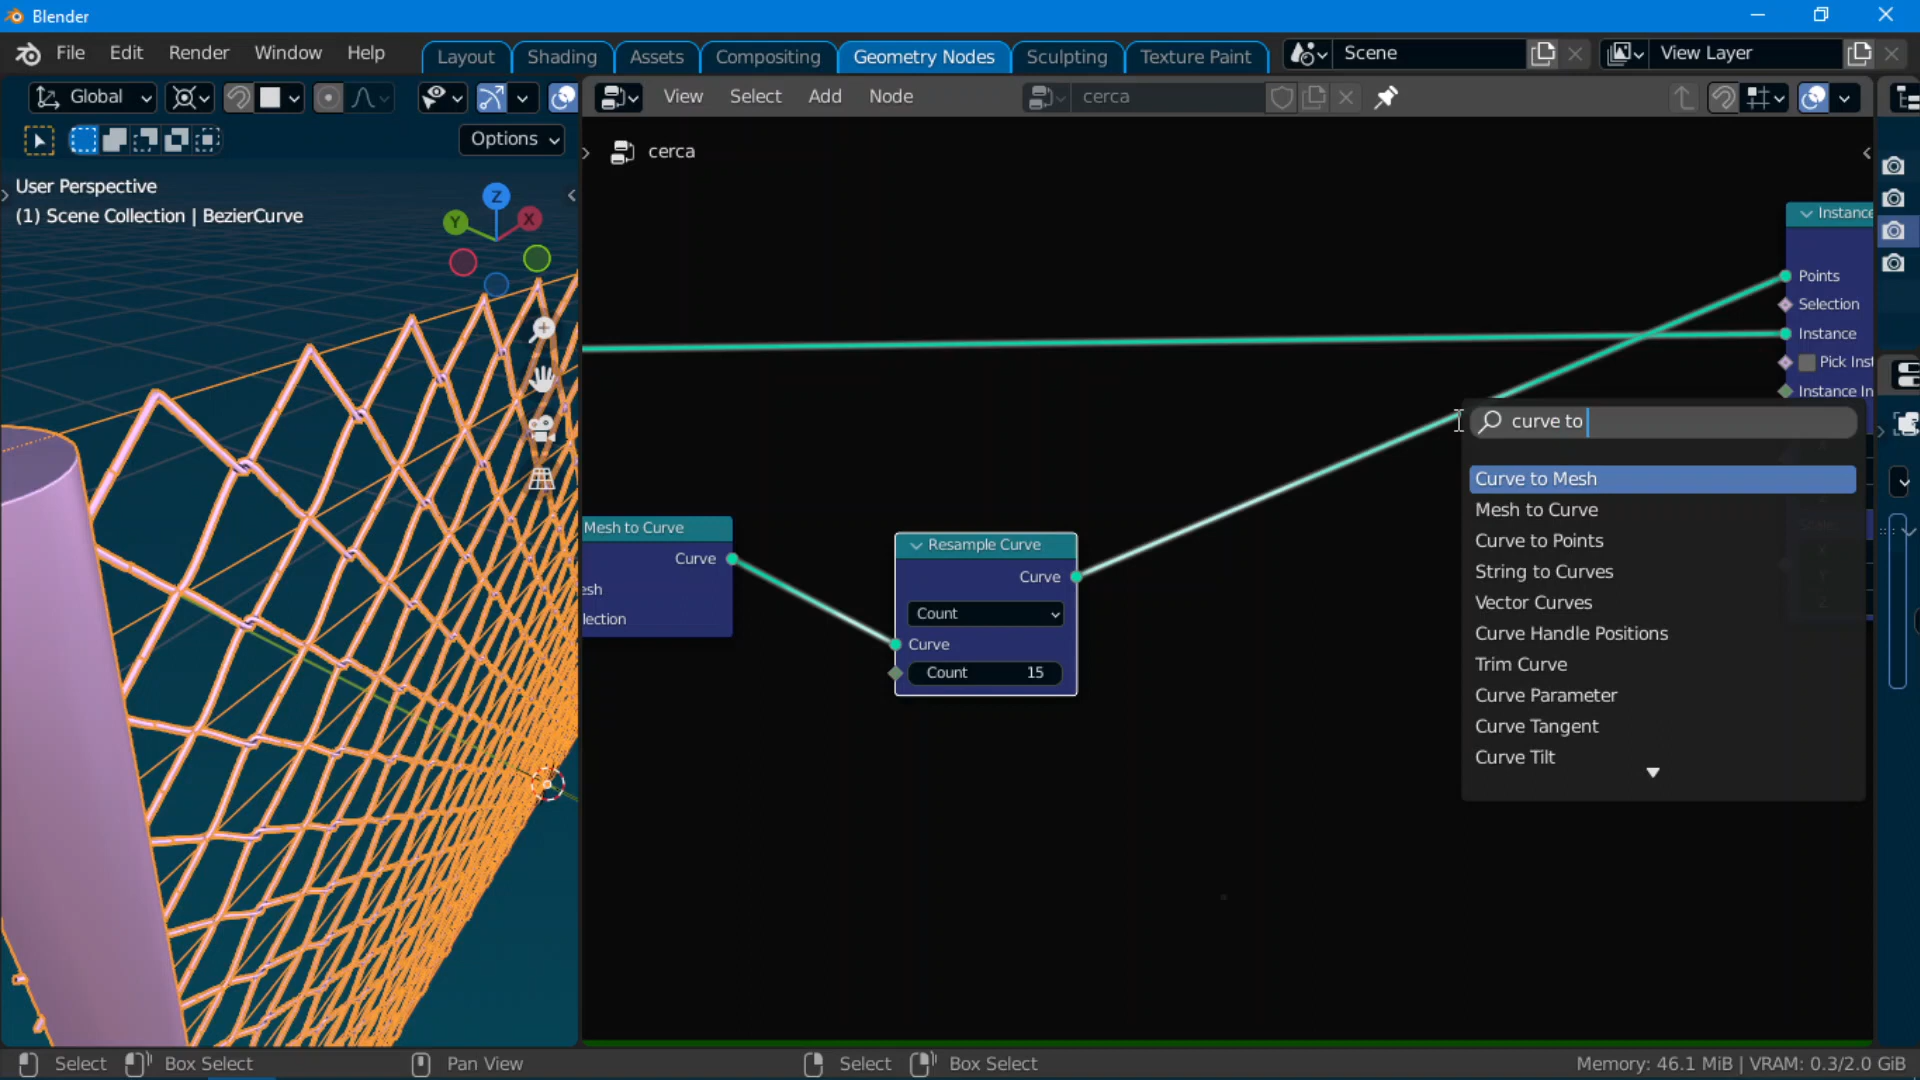 Blender
File Edit Render Window Help
Layout Shading Assets Compositing Geometry Nodes Sculpting Texture Paint
Scene
View Layer
Global
View Select Add Node
cerca
Options
cerca
User Perspective
(1) Scene Collection | BezierCurve
Z
Y
X
Instance
Points
Selection
Instance
Pick Inst
Instance In
curve to
Curve to Mesh
Mesh to Curve
Curve to Points
String to Curves
Vector Curves
Curve Handle Positions
Trim Curve
Curve Parameter
Curve Tangent
Curve Tilt
Mesh to Curve
Curve
esh
lection
Resample Curve
Curve
Count
Curve
Count 15
Select Box Select Pan View Select Box Select Memory: 46.1 MiB | VRAM: 0.3/2.0 GiB